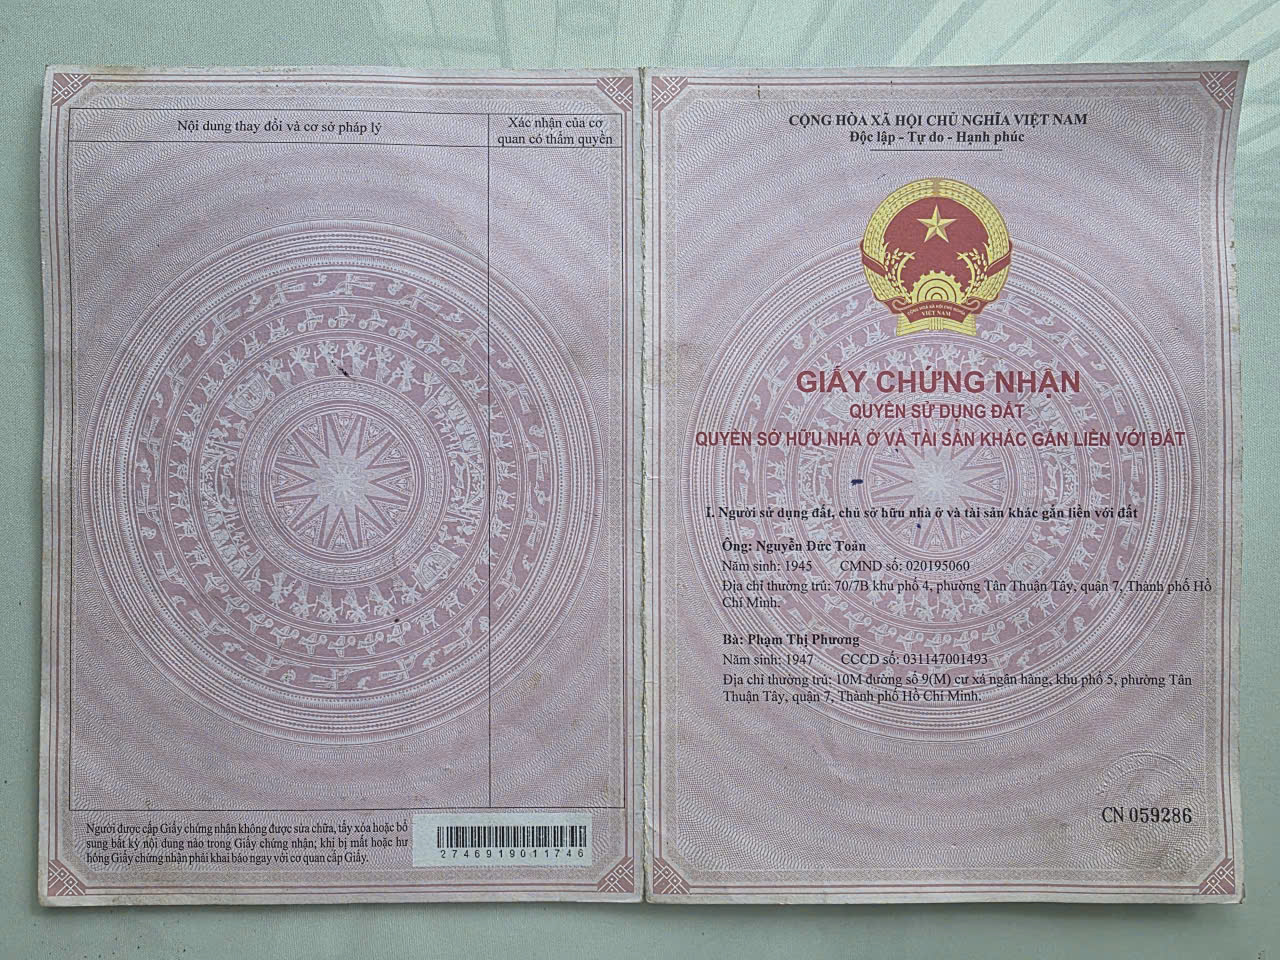 Nội dung thay đổi và cơ sở pháp lý
Xác nhận của cơ
quan có thẩm quyền
Người được cấp Giấy chứng nhận không được sửa chữa, tẩy xóa hoặc bổ
sung bất kỳ nội dung nào trong Giấy chứng nhận; khi bị mất hoặc hư
hỏng Giấy chứng nhận phải khai báo ngay với cơ quan cấp Giấy.
2746919011746
CỘNG HÒA XÃ HỘI CHỦ NGHĨA VIỆT NAM
Độc lập - Tự do - Hạnh phúc
CỘNG HÒA XÃ HỘI CHỦ NGHĨA
VIỆT NAM
GIẤY CHỨNG NHẬN
QUYỀN SỬ DỤNG ĐẤT
QUYỀN SỞ HỮU NHÀ Ở VÀ TÀI SẢN KHÁC GẮN LIỀN VỚI ĐẤT
I. Người sử dụng đất, chủ sở hữu nhà ở và tài sản khác gắn liền với đất
Ông: Nguyễn Đức Toản
Năm sinh: 1945 CMND số: 020195060
Địa chỉ thường trú: 70/7B khu phố 4, phường Tân Thuận Tây, quận 7, Thành phố Hồ
Chí Minh.
Bà: Phạm Thị Phương
Năm sinh: 1947 CCCD số: 031147001493
Địa chỉ thường trú: 10M đường số 9(M) cư xá ngân hàng, khu phố 5, phường Tân
Thuận Tây, quận 7, Thành phố Hồ Chí Minh.
CN 059286